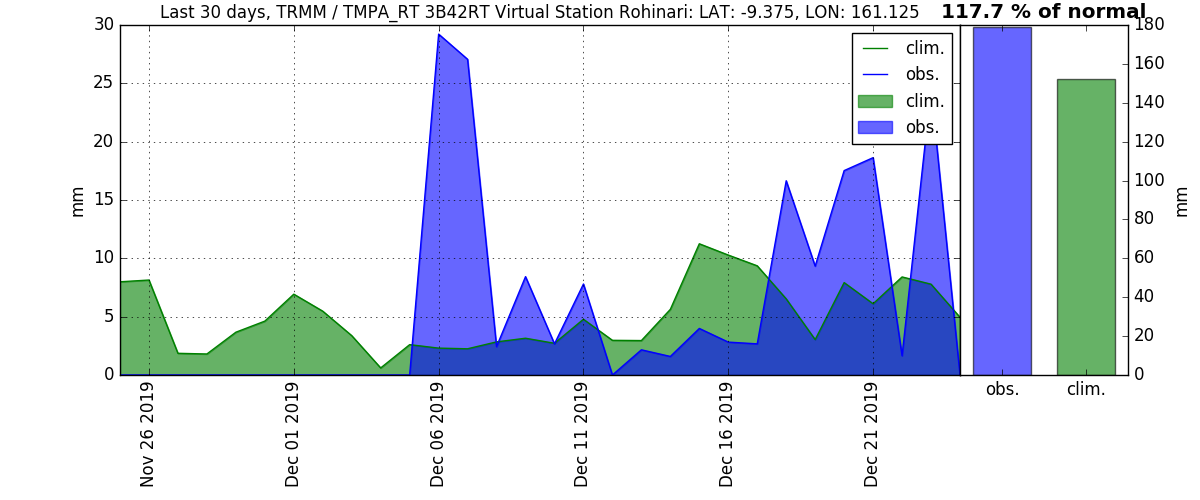 Last 30 days, TRMM / TMPA_RT 3B42RT Virtual Station Rohinari: LAT: -9.375, LON: 161.125
117.7 % of normal
30
25
20
15
10
5
0
mm
clim.
obs.
clim.
obs.
180
160
140
120
100
80
60
40
20
0
mm
Nov 26 2019
Dec 01 2019
Dec 06 2019
Dec 11 2019
Dec 16 2019
Dec 21 2019
obs.
clim.